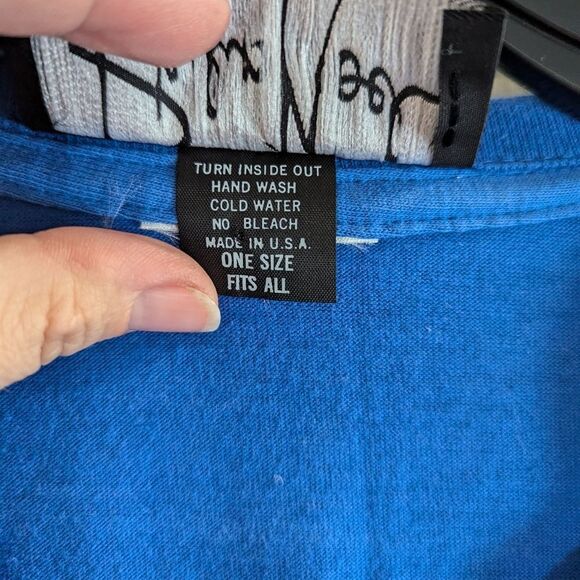 TURN INSIDE OUT
HAND WASH
COLD WATER
NO BLEACH
MADE IN U.S.A.
ONE SIZE
FITS ALL